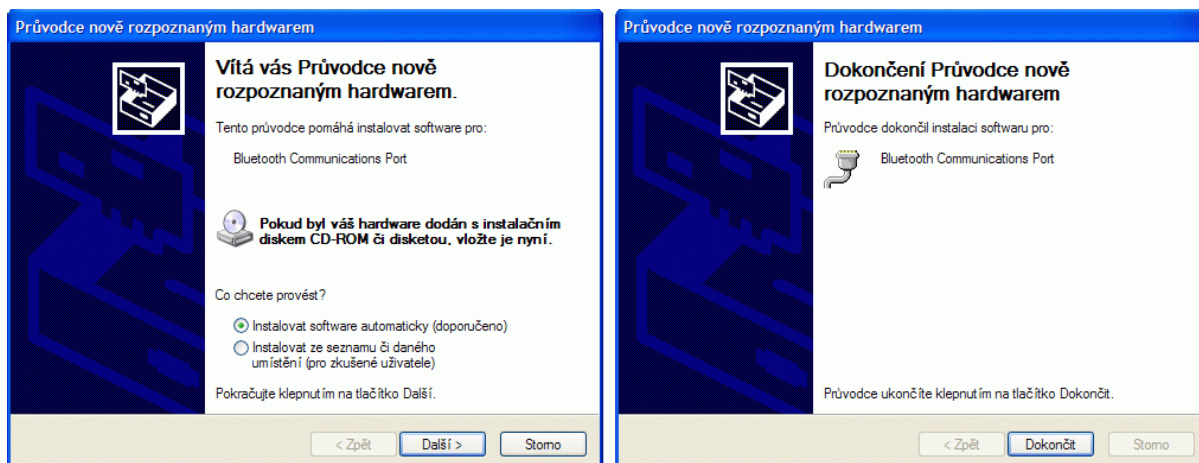 Průvodce nově rozpoznaným hardwarem
Vítá vás Průvodce nově
rozpoznaným hardwarem.
Tento průvodce pomáhá instalovat software pro:
Bluetooth Communications Port
Pokud byl váš hardware dodán s instalačním
diskem CD-ROM či disketou, vložte je nyní.
Co chcete provést?
Instalovat software automaticky (doporučeno)
Instalovat ze seznamu či daného
umístění (pro zkušené uživatele)
Pokračujte klepnutím na tlačítko Další.
< Zpět
Další >
Storno
Průvodce nově rozpoznaným hardwarem
Dokončení Průvodce nově
rozpoznaným hardwarem
Průvodce dokončil instalaci softwaru pro:
Bluetooth Communications Port
Průvodce ukončíte klepnutím na tlačítko Dokončit.
< Zpět
Dokončit
Storno